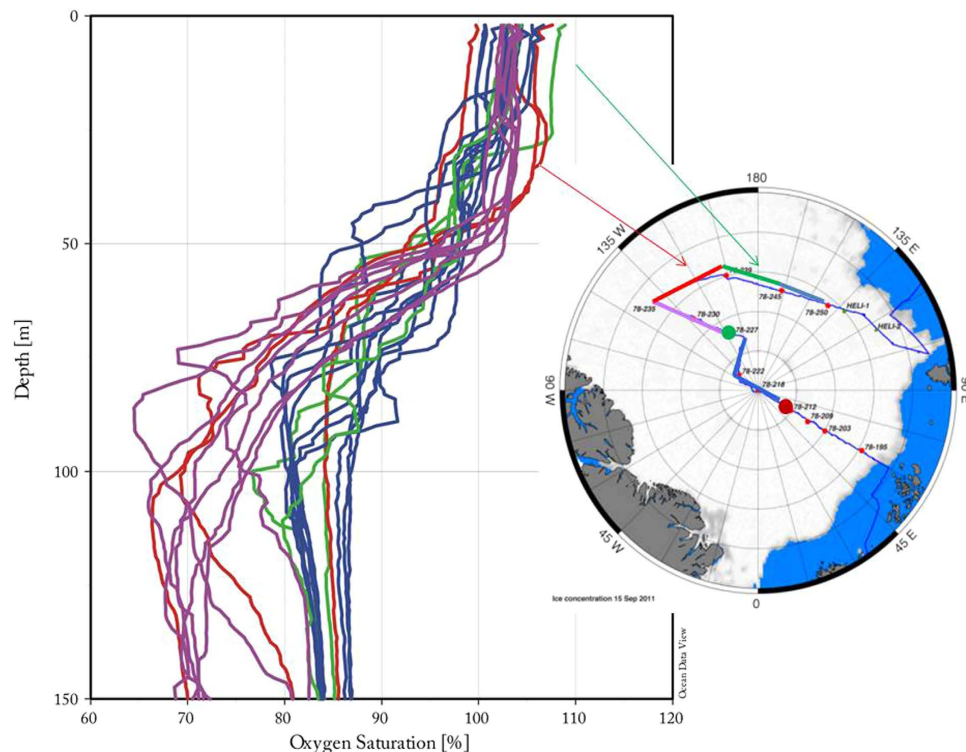 0
50
100
150
Depth [m]
60
70
80
90
100
110
120
Oxygen Saturation [%]
Ocean Data View
180
135 W
135 E
90 W
45 W
45 E
0
78-235
78-230
78-227
78-222
78-218
78-212
78-209
78-203
78-195
78-245
78-250
HELI-1
Ice concentration 15 Sep 2011